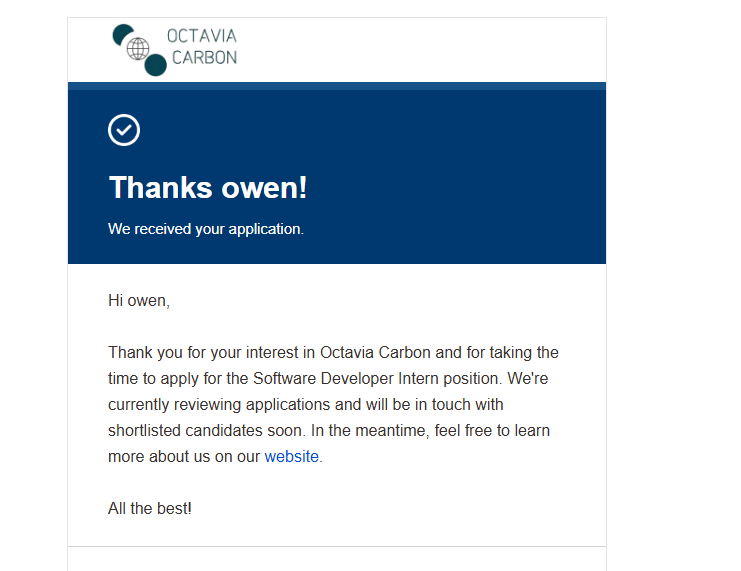 OCTAVIA
CARBON
Thanks owen!
We received your application.
Hi owen,
Thank you for your interest in Octavia Carbon and for taking the
time to apply for the Software Developer Intern position. We're
currently reviewing applications and will be in touch with
shortlisted candidates soon. In the meantime, feel free to learn
more about us on our website.
All the best!